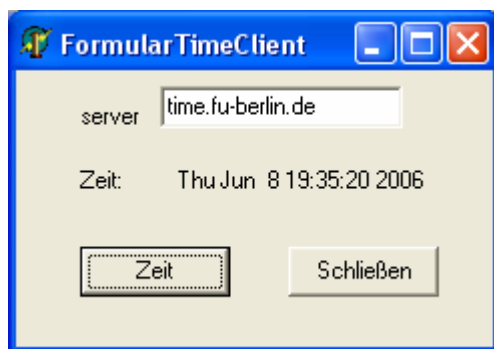 FormularTimeClient
server time.fu-berlin.de
Zeit: Thu Jun  8 19:35:20 2006
Zeit Schließen